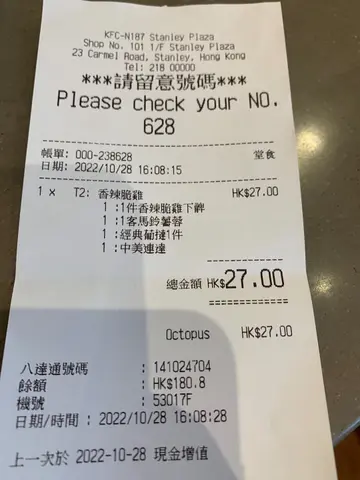 KFC-N187 Stanley Plaza
Shop No. 101 1/F Stanley Plaza
23 Carmel Road, Stanley, Hong Kong
Tel: 218 00000
***請留意號碼***
Please check your NO.
628
帳單: 000-238628 堂食
日期: 2022/10/28 16:08:15
1 × T2: 香辣脆雞 HK$27.00
1 :1件香辣脆雞下髀
1 :1客馬鈴薯蓉
1 :經典葡撻1件
1 :中美連達
總金額 HK$27.00
Octopus HK$27.00
八達通號碼 : 141024704
餘額 : HK$180.8
機號 : 53017F
日期/時間 : 2022/10/28 16:08:28
上一次於 2022-10-28 現金增值